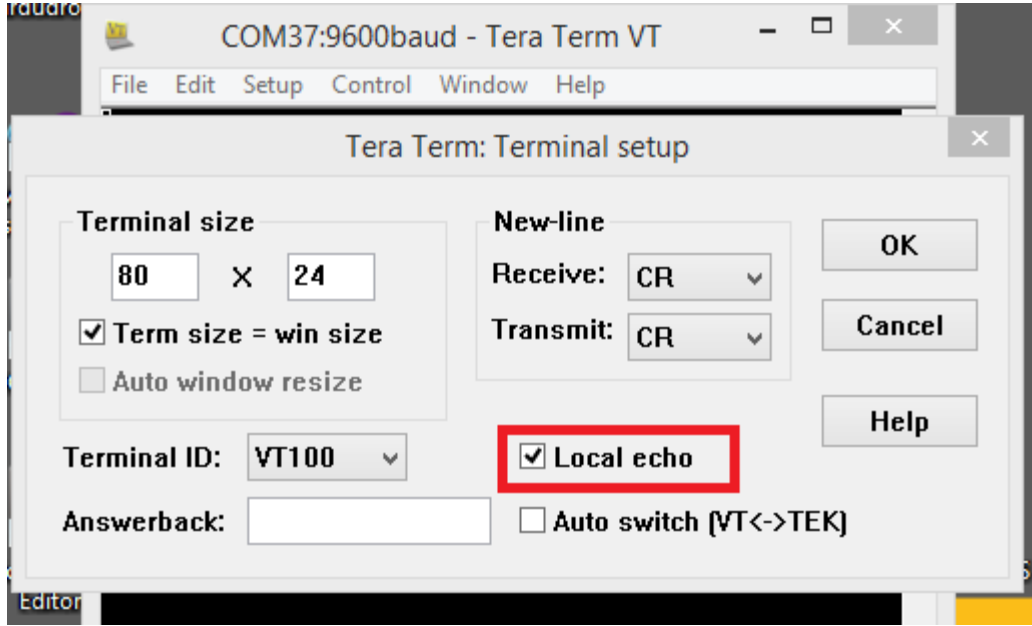 COM37:9600baud - Tera Term VT
File Edit Setup Control Window Help
Tera Term: Terminal setup
Terminal size
80 X 24
Term size = win size
Auto window resize
New-line
Receive: CR
Transmit: CR
OK
Cancel
Help
Terminal ID: VT100
Local echo
Answerback:
Auto switch (VT<->TEK)
Editor